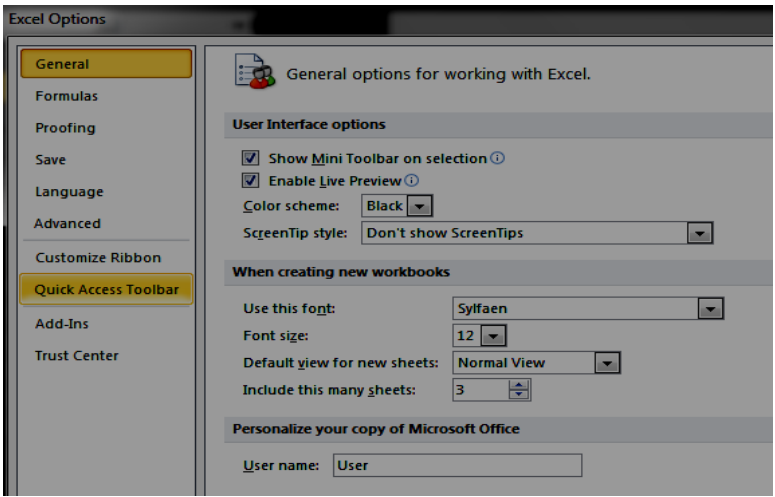 Excel Options
General
Formulas
Proofing
Save
Language
Advanced
Customize Ribbon
Quick Access Toolbar
Add-Ins
Trust Center
General options for working with Excel.
User Interface options
Show Mini Toolbar on selection
Enable Live Preview
Color scheme: Black
ScreenTip style: Don't show ScreenTips
When creating new workbooks
Use this font: Sylfaen
Font size: 12
Default view for new sheets: Normal View
Include this many sheets: 3
Personalize your copy of Microsoft Office
User name: User